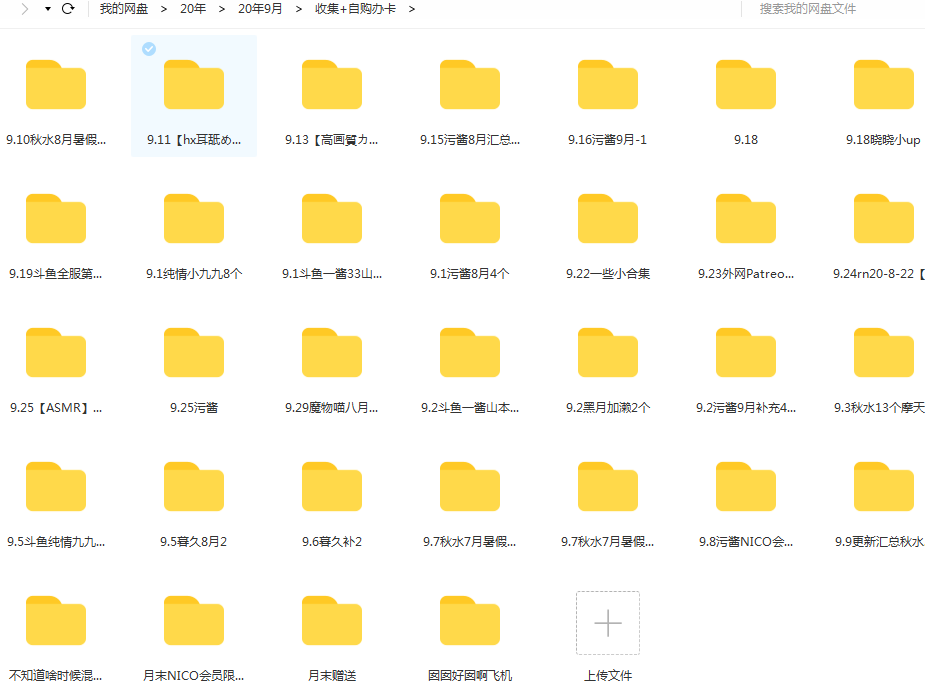 我的网盘 > 20年 > 20年9月 > 收集+自购办卡 >
搜索我的网盘文件
9.10秋水8月暑假...
9.11【hx耳舐め...
9.13【高画質カ...
9.15污酱8月汇总...
9.16污酱9月-1
9.18
9.18晓晓小up
9.19斗鱼全服第...
9.1纯情小九九8个
9.1斗鱼一酱33山...
9.1污酱8月4个
9.22一些小合集
9.23外网Patreo...
9.24rn20-8-22【
9.25【ASMR】...
9.25污酱
9.29魔物喵八月...
9.2斗鱼一酱山本...
9.2黑月加濑2个
9.2污酱9月补充4...
9.3秋水13个摩天
9.5斗鱼纯情九九...
9.5暮久8月2
9.6暮久补2
9.7秋水7月暑假...
9.7秋水7月暑假...
9.8污酱NICO会...
9.9更新汇总秋水
不知道啥时候混...
月末NICO会员限...
月末赠送
囡囡好囡啊飞机
上传文件